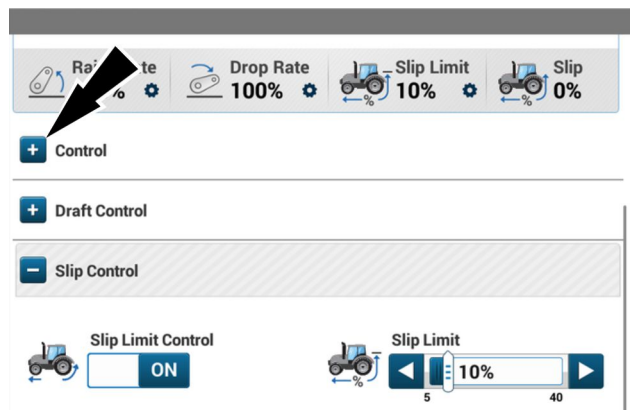 Drop Rate
Slip Limit
Slip
%
100%
10%
0%
%
%
+ Control
+ Draft Control
− Slip Control
Slip Limit Control
Slip Limit
ON
%
10%
5
40